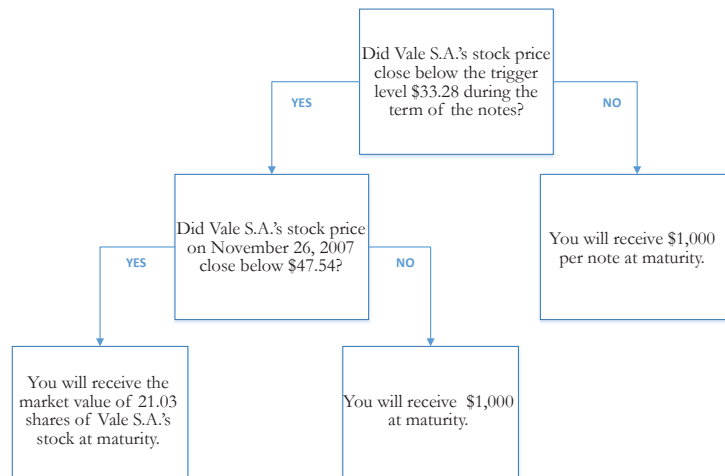 Did Vale S.A.'s stock price
close below the trigger
level $33.28 during the
term of the notes?
YES
NO
Did Vale S.A.'s stock price
on November 26, 2007
close below $47.54?
You will receive $1,000
per note at maturity.
YES
NO
You will receive the
market value of 21.03
shares of Vale S.A.'s
stock at maturity.
You will receive $1,000
at maturity.